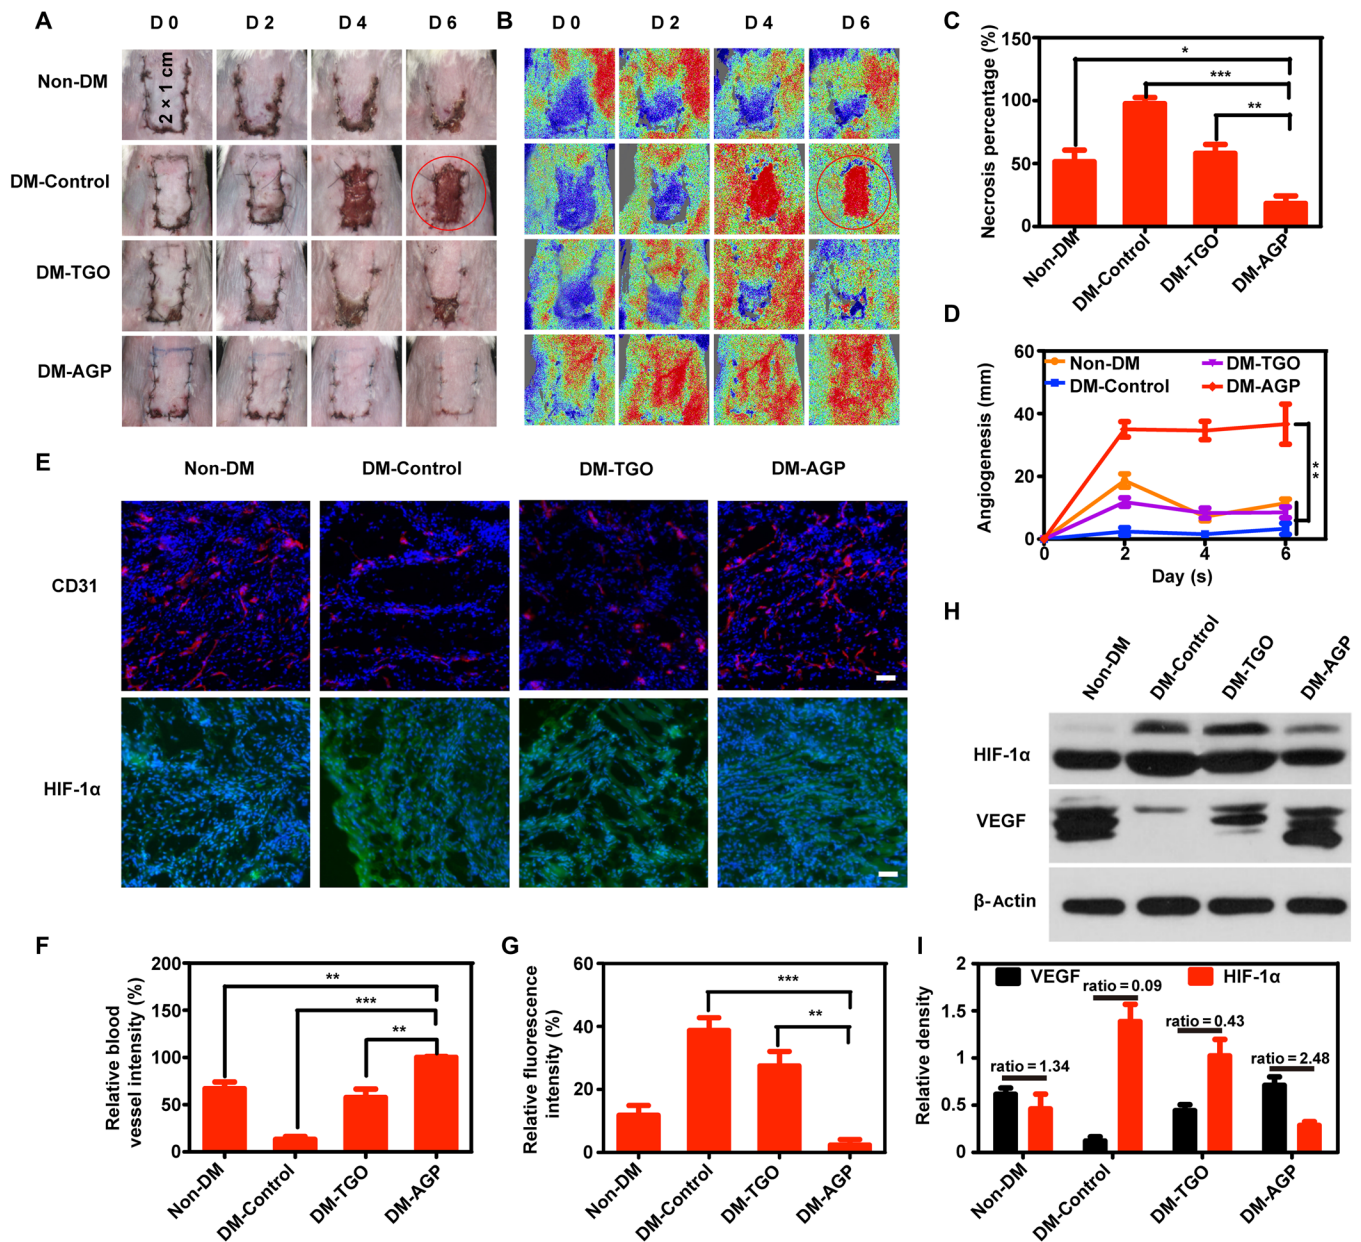 A
D 0
D 2
D 4
D 6
Non-DM
2 × 1 cm
DM-Control
DM-TGO
DM-AGP
B
D 0
D 2
D 4
D 6
C
Necrosis percentage (%)
150
100
50
0
*
***
**
Non-DM
DM-Control
DM-TGO
DM-AGP
D
Angiogenesis (mm)
60
40
20
0
Non-DM
DM-Control
DM-TGO
DM-AGP
**
0
2
4
6
Day (s)
E
Non-DM
DM-Control
DM-TGO
DM-AGP
CD31
HIF-1α
H
Non-DM
DM-Control
DM-TGO
DM-AGP
HIF-1α
VEGF
β-Actin
F
Relative blood
vessel intensity (%)
200
150
100
50
0
**
***
**
Non-DM
DM-Control
DM-TGO
DM-AGP
G
Relative fluorescence
intensity (%)
60
40
20
0
***
**
Non-DM
DM-Control
DM-TGO
DM-AGP
I
Relative density
2
1.5
1
0.5
0
VEGF
HIF-1α
ratio = 1.34
ratio = 0.09
ratio = 0.43
ratio = 2.48
Non-DM
DM-Control
DM-TGO
DM-AGP